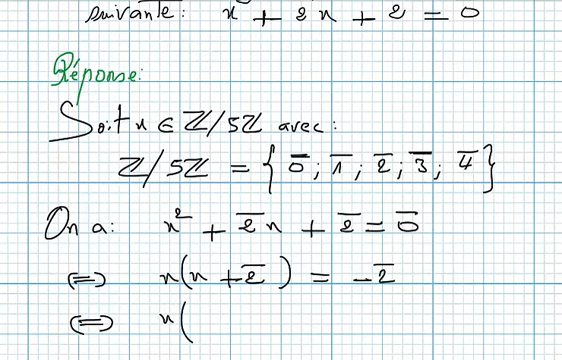 suivante: x² + 2x + 2 = 0
Réponse:
Soit x ∈ ℤ/5ℤ avec:
ℤ/5ℤ = { 0̅ ; 1̅ ; 2̅ ; 3̅ ; 4̅ }
On a: x² + 2̅x + 2̅ = 0̅
⟺ x(x + 2̅) = -2̅
⟺ x(